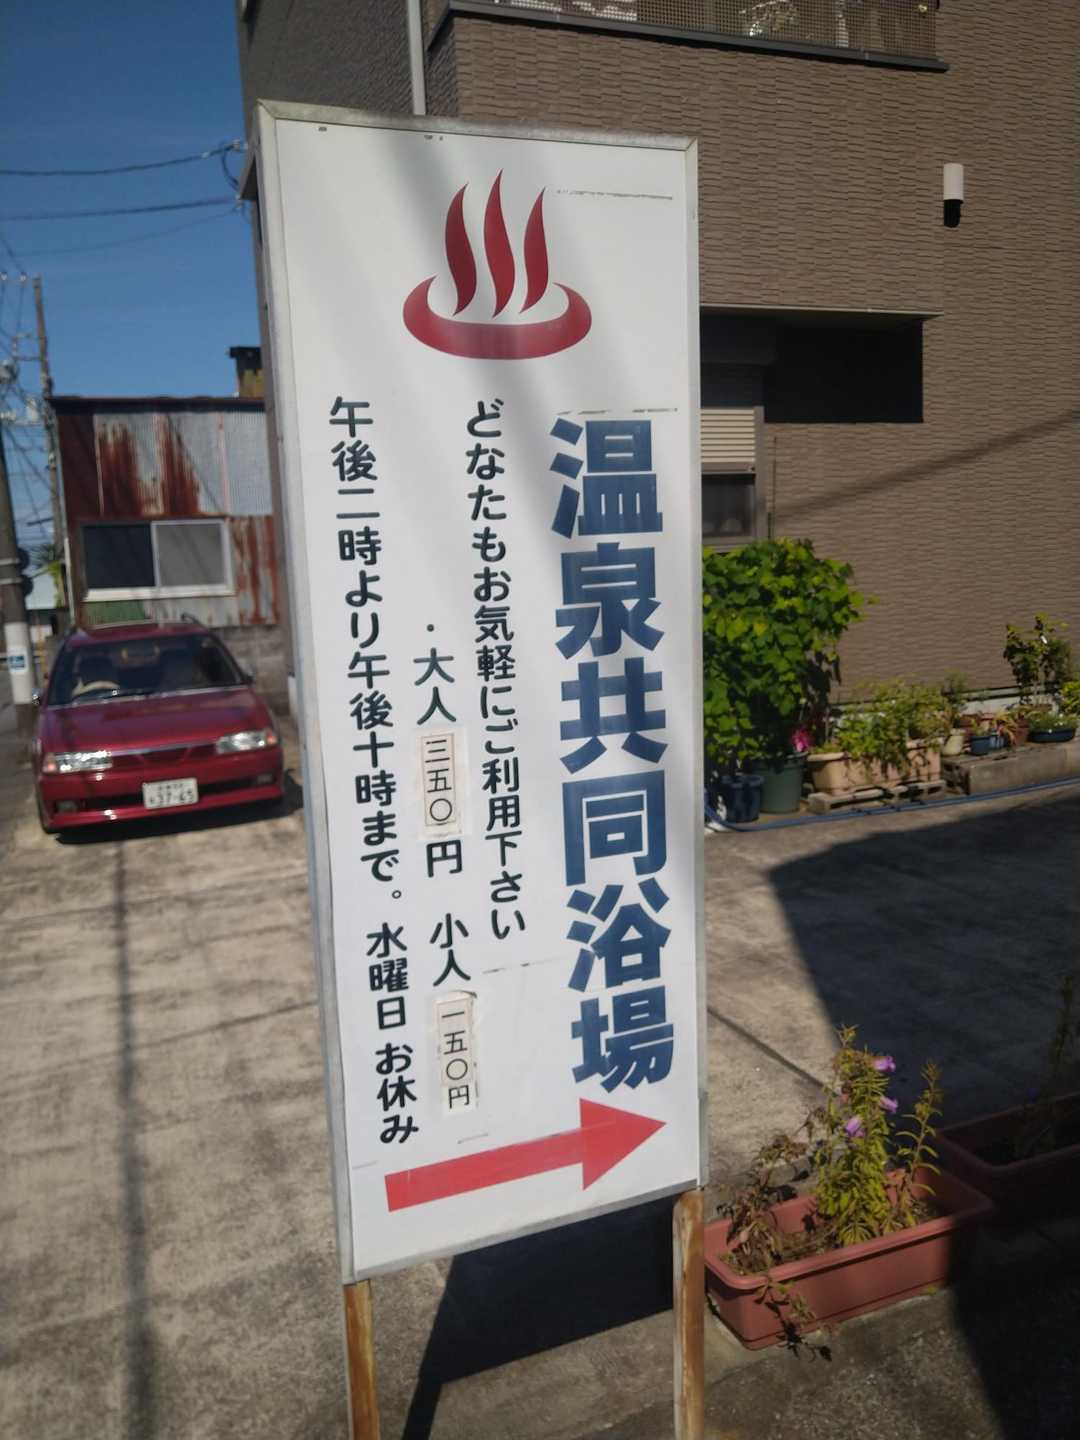 温泉共同浴場
どなたもお気軽にご利用下さい
・大人 三五〇円 小人 一五〇円
午後二時より午後十時まで。水曜日 お休み
37-65